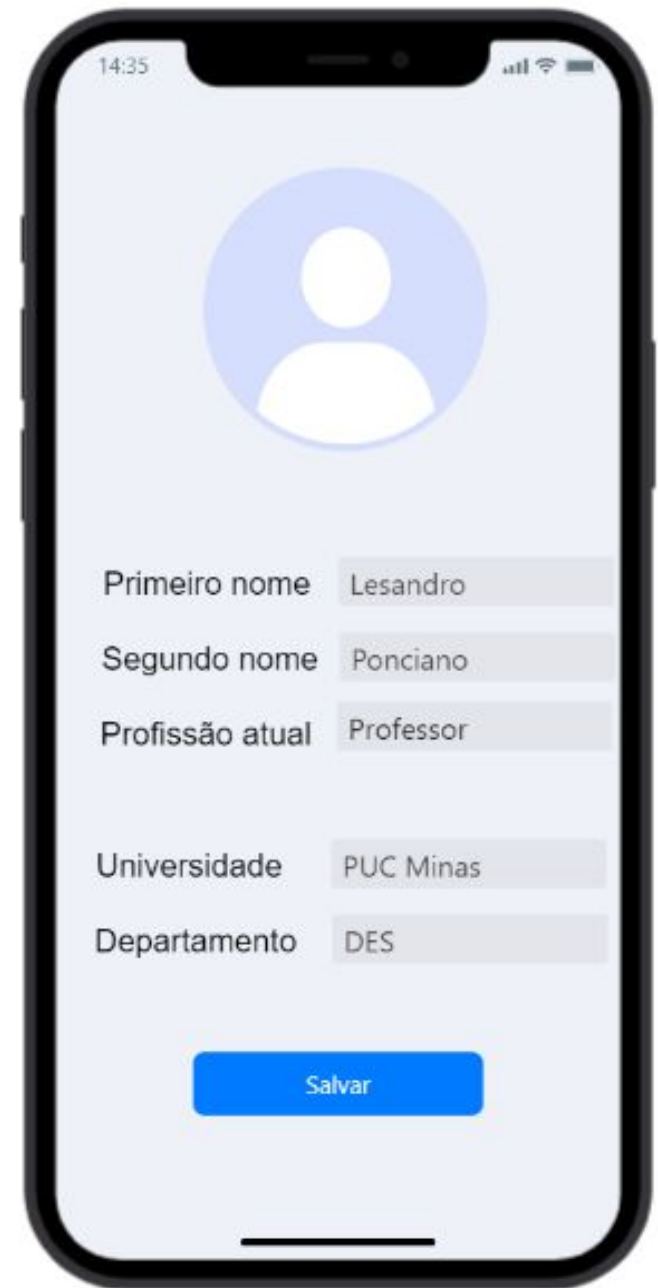 14:35
Primeiro nome Lesandro
Segundo nome Ponciano
Profissão atual Professor
Universidade PUC Minas
Departamento DES
Salvar